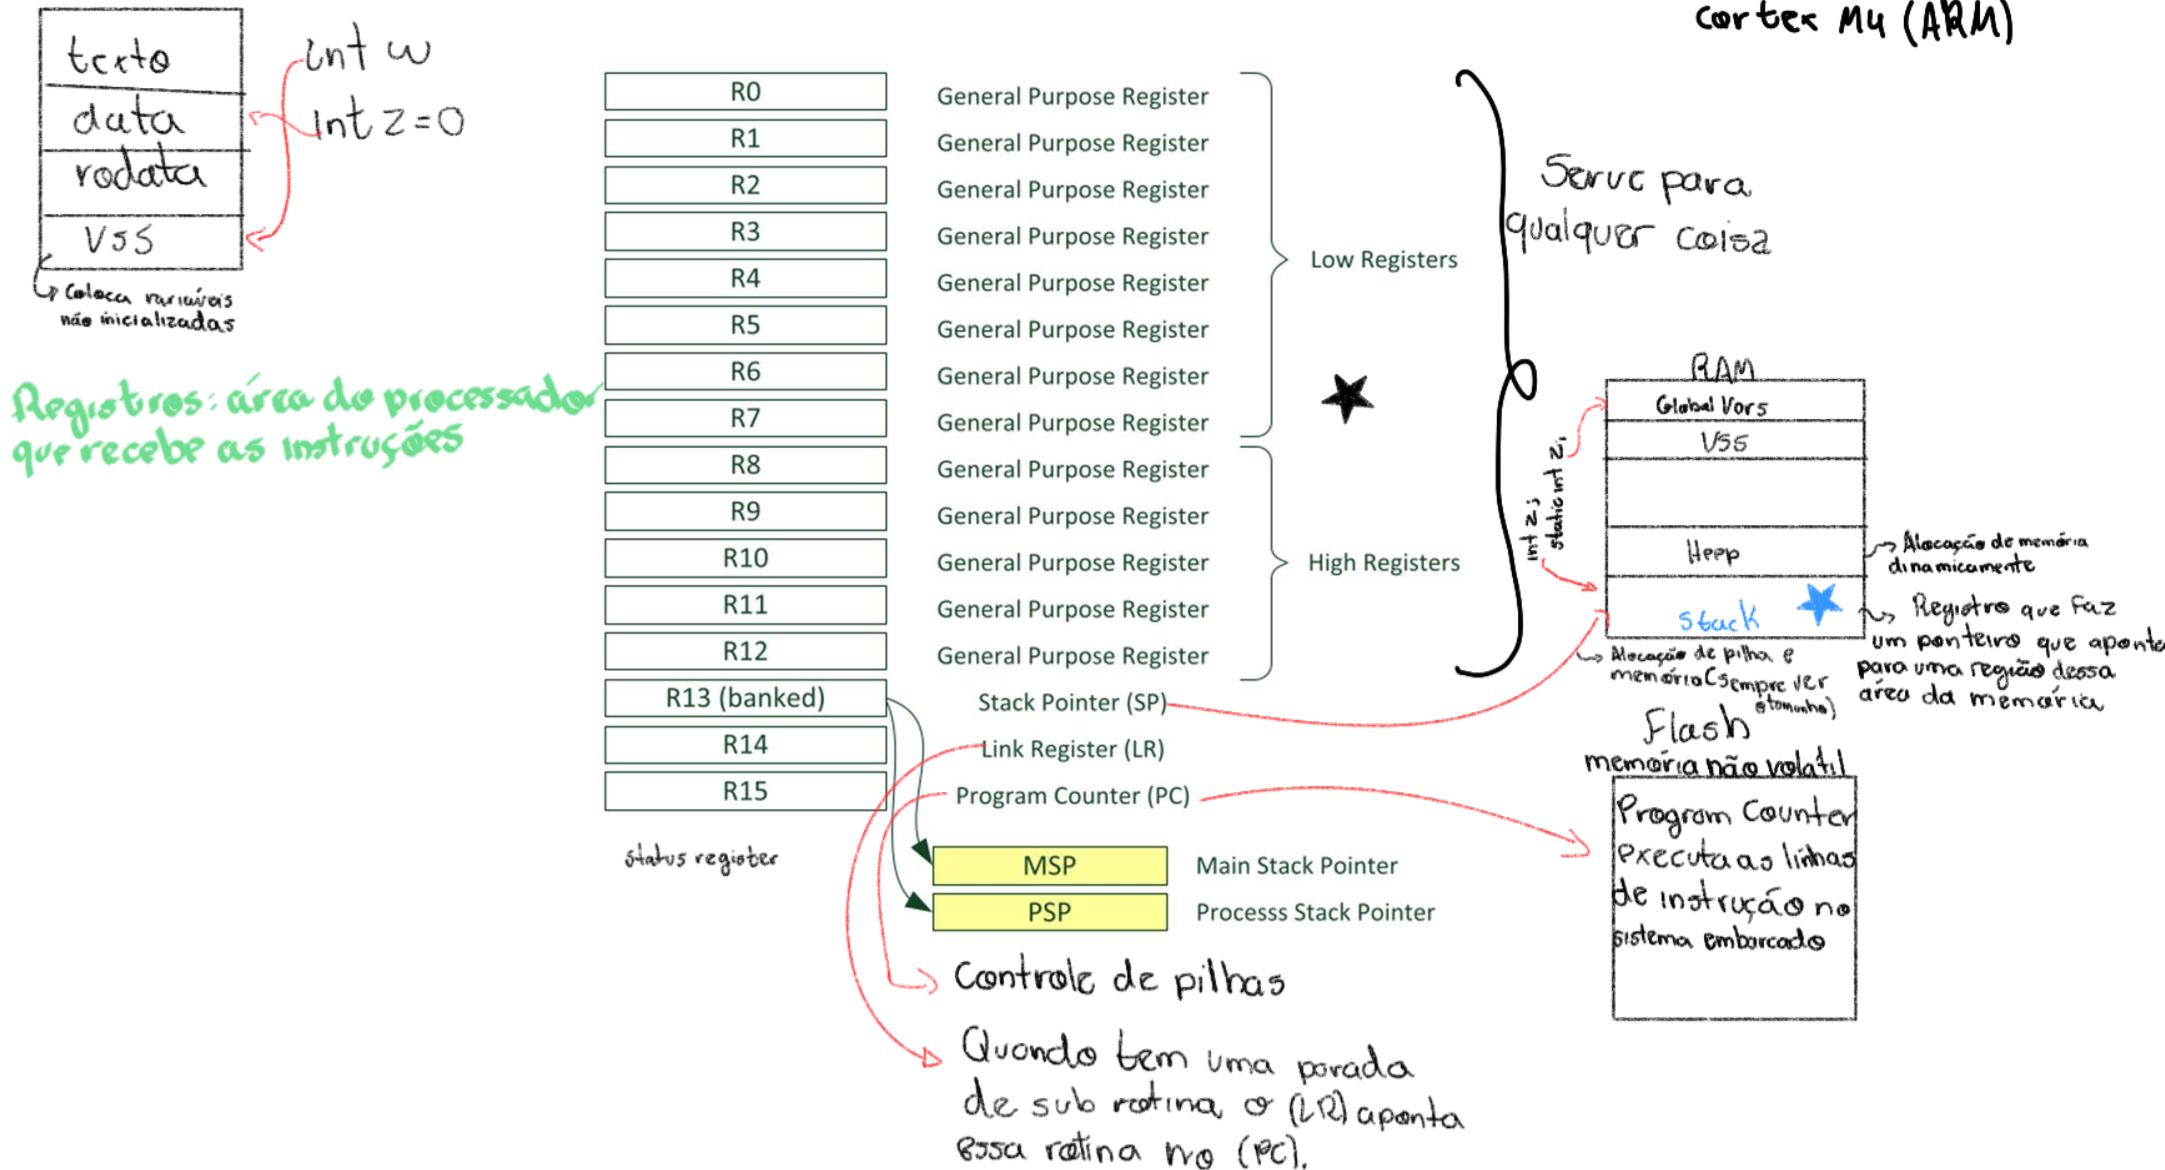 cortex M4 (ARM)
texto
data
rodata
VSS
int w
int z=0
Coloca variáveis
não inicializadas
Registros: área do processador
que recebe as instruções
R0 General Purpose Register
R1 General Purpose Register
R2 General Purpose Register
R3 General Purpose Register
R4 General Purpose Register
R5 General Purpose Register
R6 General Purpose Register
R7 General Purpose Register
Low Registers
R8 General Purpose Register
R9 General Purpose Register
R10 General Purpose Register
R11 General Purpose Register
R12 General Purpose Register
High Registers
R13 (banked) Stack Pointer (SP)
R14 Link Register (LR)
R15 Program Counter (PC)
status register
MSP Main Stack Pointer
PSP Processs Stack Pointer
Controle de pilhas
Quando tem uma parada
de sub rotina o (LR) aponta
essa rotina no (PC).
Serve para
qualquer coisa
RAM
Global Vars
VSS
Heep
stack
int z;
static int z;
Alocação de memória
dinamicamente
Registro que faz
um ponteiro que aponta
para uma região dessa
área da memória
Alocação de pilha e
memória (Sempre ver
o tamanho)
Flash
memória não volatil
Program Counter
executa as linhas
de instrução no
sistema embarcado